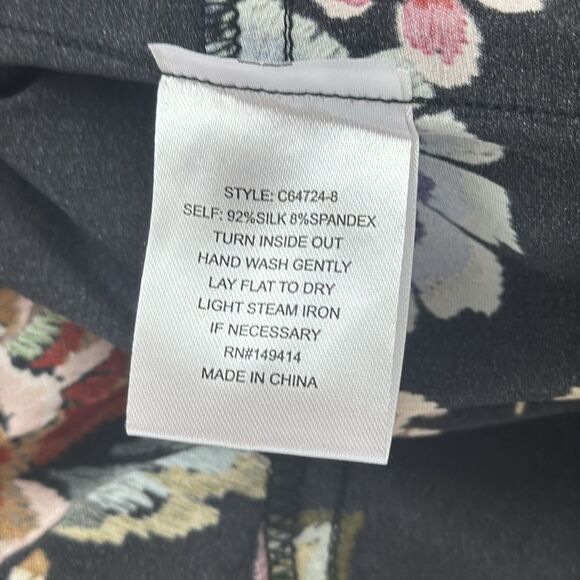 STYLE: C64724-8
SELF: 92%SILK 8%SPANDEX
TURN INSIDE OUT
HAND WASH GENTLY
LAY FLAT TO DRY
LIGHT STEAM IRON
IF NECESSARY
RN#149414
MADE IN CHINA